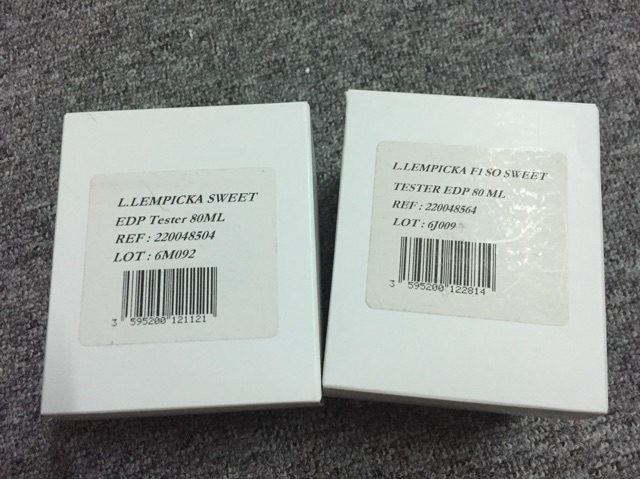 L.LEMPICKA SWEET
EDP Tester 80ML
REF : 220048504
LOT : 6M092
3 595200 121121
L.LEMPICKA F1 SO SWEET
TESTER EDP 80 ML
REF : 220048564
LOT : 6J009
3 595200 122814